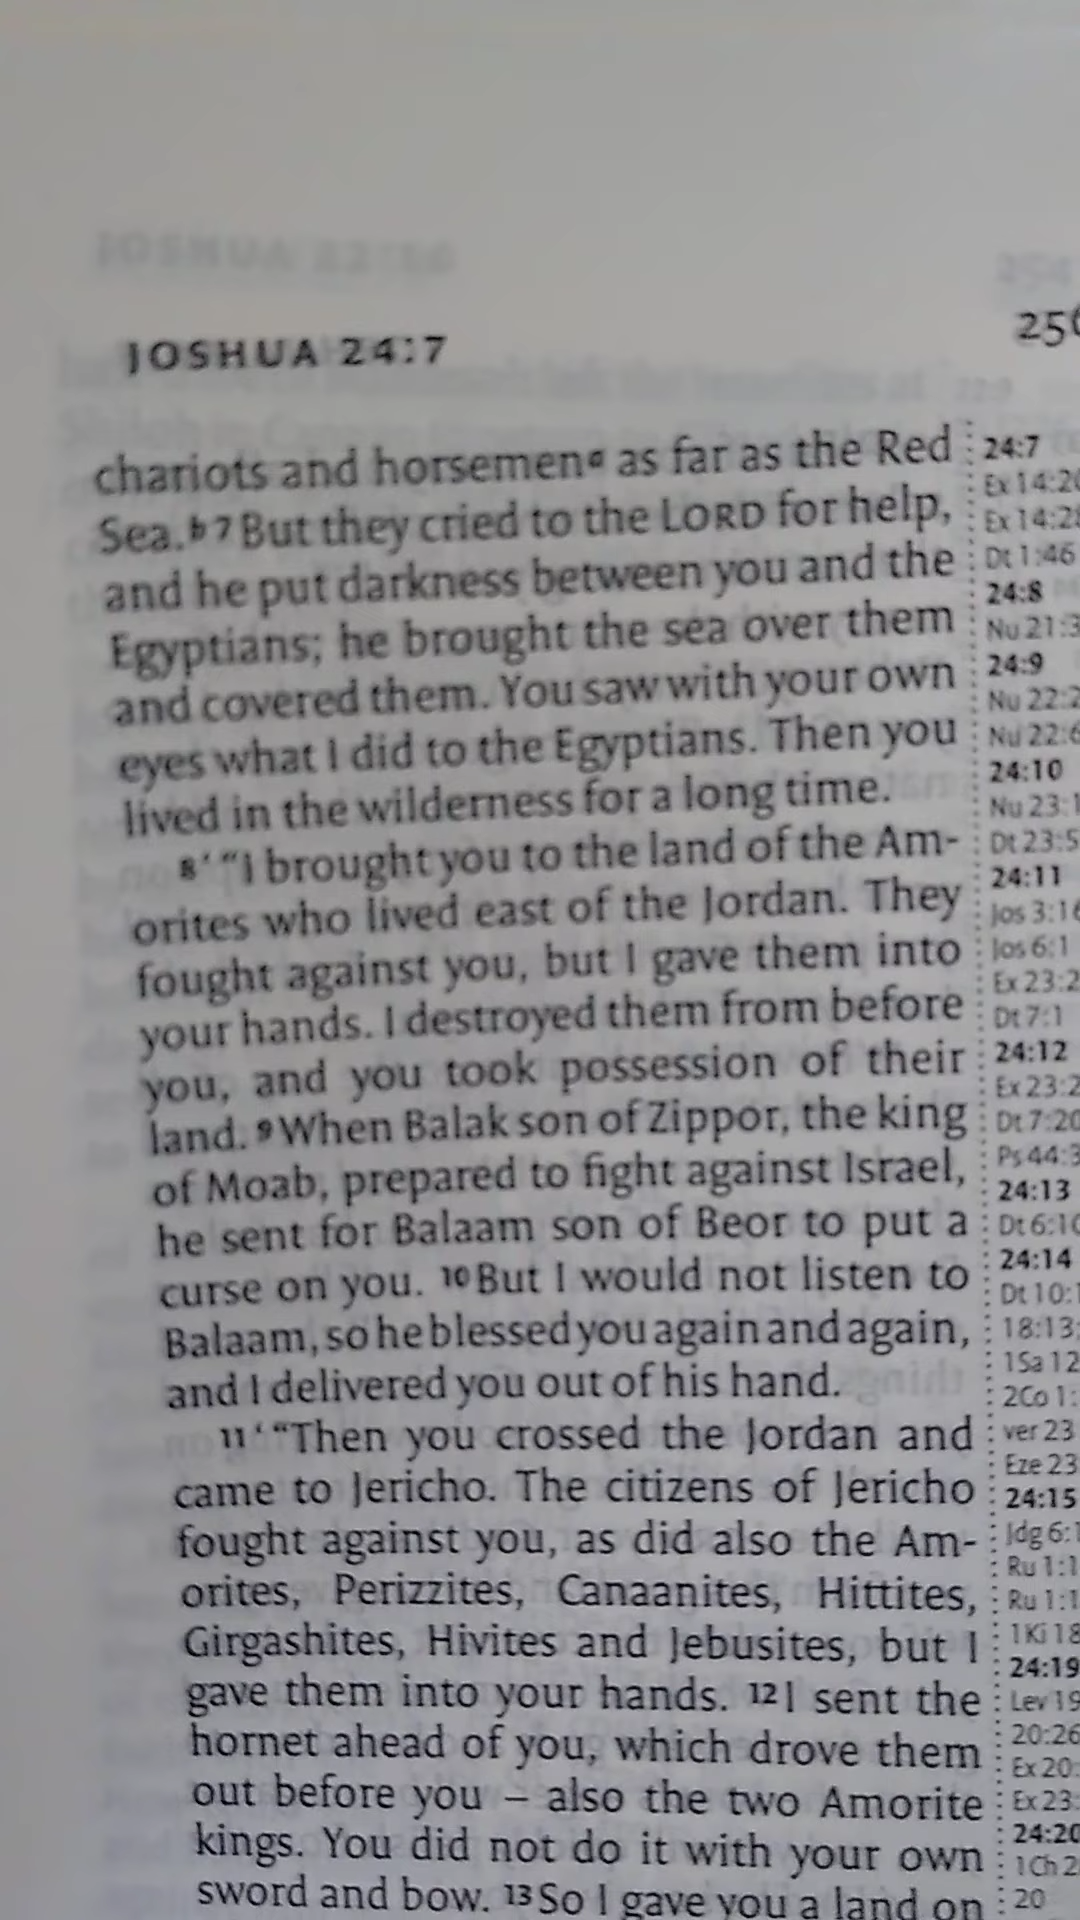 JOSHUA 22:30
254
JOSHUA 24:7
256
chariots and horsemenᵃ as far as the Red
Sea.ᵇ ⁷But they cried to the LORD for help,
and he put darkness between you and the
Egyptians; he brought the sea over them
and covered them. You saw with your own
eyes what I did to the Egyptians. Then you
lived in the wilderness for a long time.
⁸‘ “I brought you to the land of the Am-
orites who lived east of the Jordan. They
fought against you, but I gave them into
your hands. I destroyed them from before
you, and you took possession of their
land. ⁹When Balak son of Zippor, the king
of Moab, prepared to fight against Israel,
he sent for Balaam son of Beor to put a
curse on you. ¹⁰But I would not listen to
Balaam, so he blessed you again and again,
and I delivered you out of his hand.
¹¹‘ “Then you crossed the Jordan and
came to Jericho. The citizens of Jericho
fought against you, as did also the Am-
orites, Perizzites, Canaanites, Hittites,
Girgashites, Hivites and Jebusites, but I
gave them into your hands. ¹²I sent the
hornet ahead of you, which drove them
out before you – also the two Amorite
kings. You did not do it with your own
sword and bow. ¹³So I gave you a land on
24:7
Ex 14:20
Ex 14:28
Dt 1:46
24:8
Nu 21:3
24:9
Nu 22:2
Nu 22:6
24:10
Nu 23:1
Dt 23:5
24:11
Jos 3:16
Jos 6:1
Ex 23:2
Dt 7:1
24:12
Ex 23:2
Dt 7:20
Ps 44:3
24:13
Dt 6:10
24:14
Dt 10:1
18:13;
1Sa 12
2Co 1:
ver 23
Eze 23
24:15
Jdg 6:1
Ru 1:1
Ru 1:1
1Ki 18
24:19
Lev 19
20:26
Ex 20:
Ex 23:
24:20
1Ch 2
20